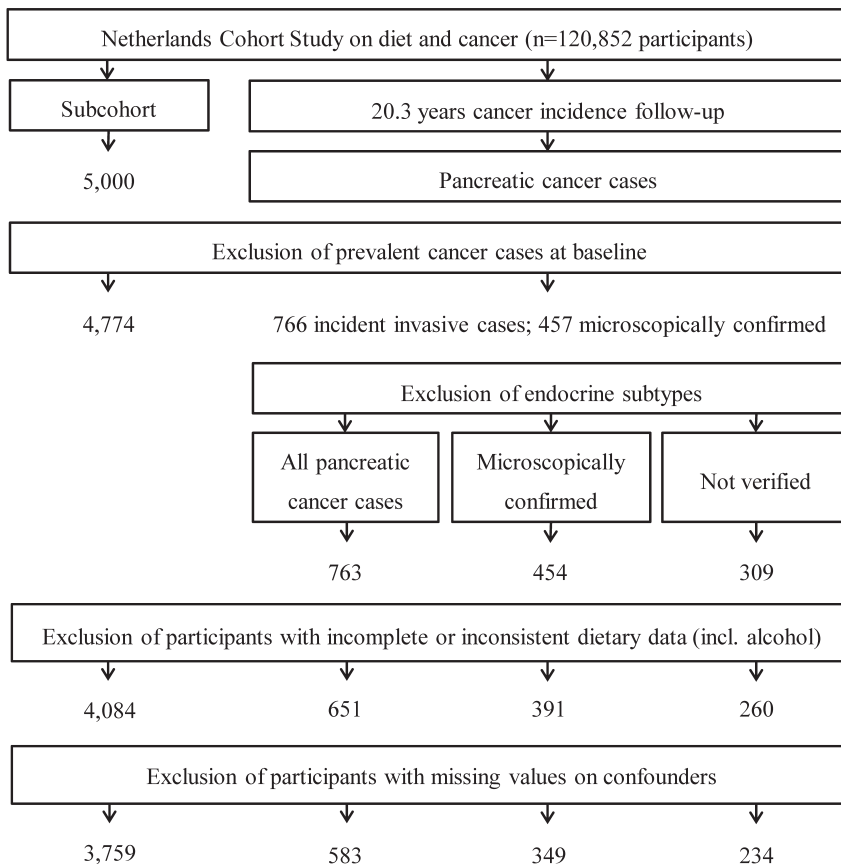 Netherlands Cohort Study on diet and cancer (n=120,852 participants)
Subcohort
20.3 years cancer incidence follow-up
5,000
Pancreatic cancer cases
Exclusion of prevalent cancer cases at baseline
4,774
766 incident invasive cases; 457 microscopically confirmed
Exclusion of endocrine subtypes
All pancreatic
cancer cases
Microscopically
confirmed
Not verified
763
454
309
Exclusion of participants with incomplete or inconsistent dietary data (incl. alcohol)
4,084
651
391
260
Exclusion of participants with missing values on confounders
3,759
583
349
234